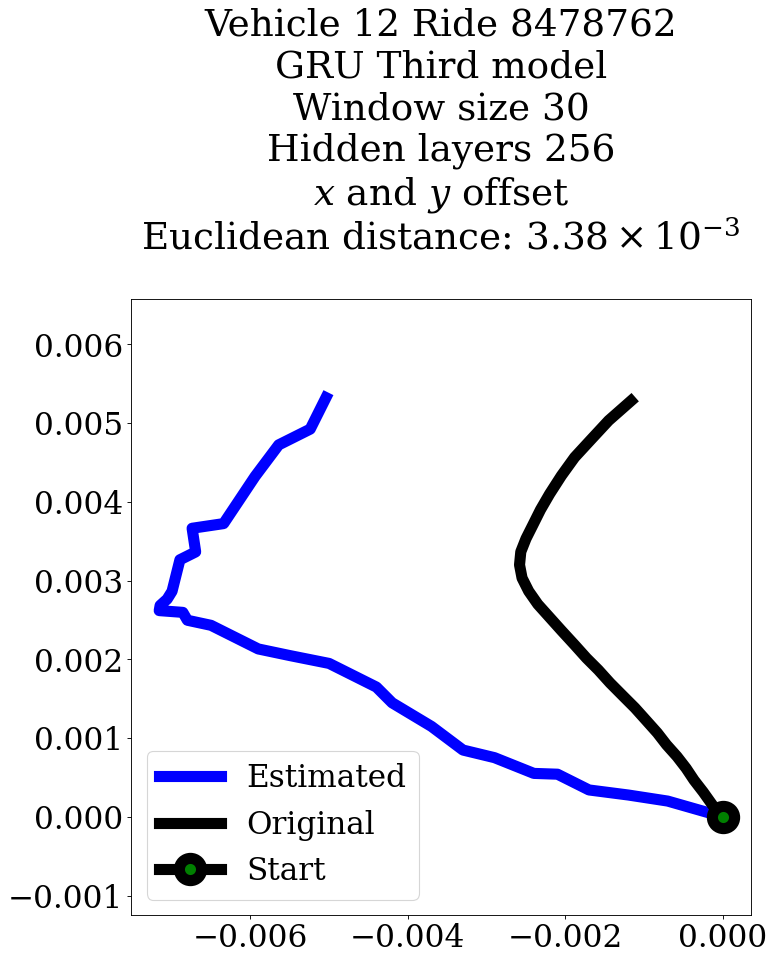 Vehicle 12 Ride 8478762
GRU Third model
Window size 30
Hidden layers 256
x and y offset
Euclidean distance: 3.38 × 10⁻³
0.006
0.005
0.004
0.003
0.002
0.001
0.000
−0.001
Estimated
Original
Start
−0.006 −0.004 −0.002 0.000